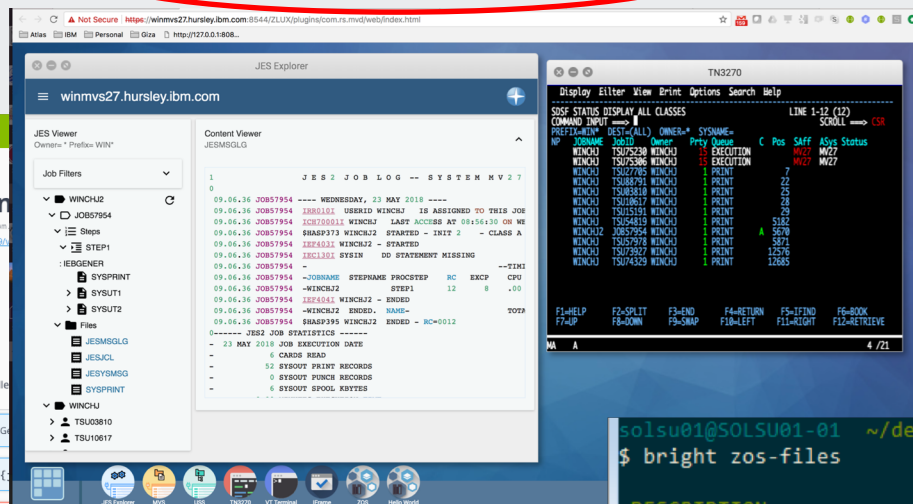 Not Secure https://winmvs27.hursley.ibm.com:8544/ZLUX/plugins/com.rs.mvd/web/index.html
Atlas IBM Personal Giza http://127.0.0.1:808...
JES Explorer
winmvs27.hursley.ibm.com
JES Viewer
Owner= * Prefix= WIN*
Job Filters
WINCHJ2
JOB57954
Steps
STEP1
: IEBGENER
SYSPRINT
SYSUT1
SYSUT2
Files
JESMSGLG
JESJCL
JESYSMSG
SYSPRINT
WINCHJ
TSU03810
TSU10617
Content Viewer
JESMSGLG
1 J E S 2 J O B L O G -- S Y S T E M M V 2 7
0
09.06.36 JOB57954 ---- WEDNESDAY, 23 MAY 2018 ----
09.06.36 JOB57954 IRR010I USERID WINCHJ IS ASSIGNED TO THIS JOB
09.06.36 JOB57954 ICH70001I WINCHJ LAST ACCESS AT 08:56:30 ON WE
09.06.36 JOB57954 $HASP373 WINCHJ2 STARTED - INIT 2 - CLASS A
09.06.36 JOB57954 IEF403I WINCHJ2 - STARTED
09.06.36 JOB57954 IEC130I SYSIN DD STATEMENT MISSING
09.06.36 JOB57954 - --TIMI
09.06.36 JOB57954 -JOBNAME STEPNAME PROCSTEP RC EXCP CPU
09.06.36 JOB57954 -WINCHJ2 STEP1 12 8 .00
09.06.36 JOB57954 IEF404I WINCHJ2 - ENDED
09.06.36 JOB57954 -WINCHJ2 ENDED. NAME- TOTA
09.06.36 JOB57954 $HASP395 WINCHJ2 ENDED - RC=0012
0------ JES2 JOB STATISTICS ------
- 23 MAY 2018 JOB EXECUTION DATE
- 6 CARDS READ
- 52 SYSOUT PRINT RECORDS
- 0 SYSOUT PUNCH RECORDS
- 6 SYSOUT SPOOL KBYTES
TN3270
Display Filter View Print Options Search Help
SDSF STATUS DISPLAY ALL CLASSES LINE 1-12 (12)
COMMAND INPUT ===> SCROLL ===> CSR
PREFIX=WIN* DEST=(ALL) OWNER=* SYSNAME=
NP JOBNAME JobID Owner Prty Queue C Pos SAff ASys Status
WINCHJ TSU75230 WINCHJ 15 EXECUTION MV27 MV27
WINCHJ TSU75306 WINCHJ 15 EXECUTION MV27 MV27
WINCHJ TSU27705 WINCHJ 1 PRINT 7
WINCHJ TSU88791 WINCHJ 1 PRINT 22
WINCHJ TSU03810 WINCHJ 1 PRINT 25
WINCHJ TSU10617 WINCHJ 1 PRINT 28
WINCHJ TSU15191 WINCHJ 1 PRINT 29
WINCHJ TSU54819 WINCHJ 1 PRINT 5182
WINCHJ2 JOB57954 WINCHJ 1 PRINT A 5670
WINCHJ TSU57978 WINCHJ 1 PRINT 5871
WINCHJ TSU73927 WINCHJ 1 PRINT 12576
WINCHJ TSU74329 WINCHJ 1 PRINT 12685
F1=HELP F2=SPLIT F3=END F4=RETURN F5=IFIND F6=BOOK
F7=UP F8=DOWN F9=SWAP F10=LEFT F11=RIGHT F12=RETRIEVE
MA A 4 /21
solsu01@SOLSU01-01 ~/de
$ bright zos-files
JES Explorer MVS USS TN3270 VT Terminal IFrame ZOS Hello World